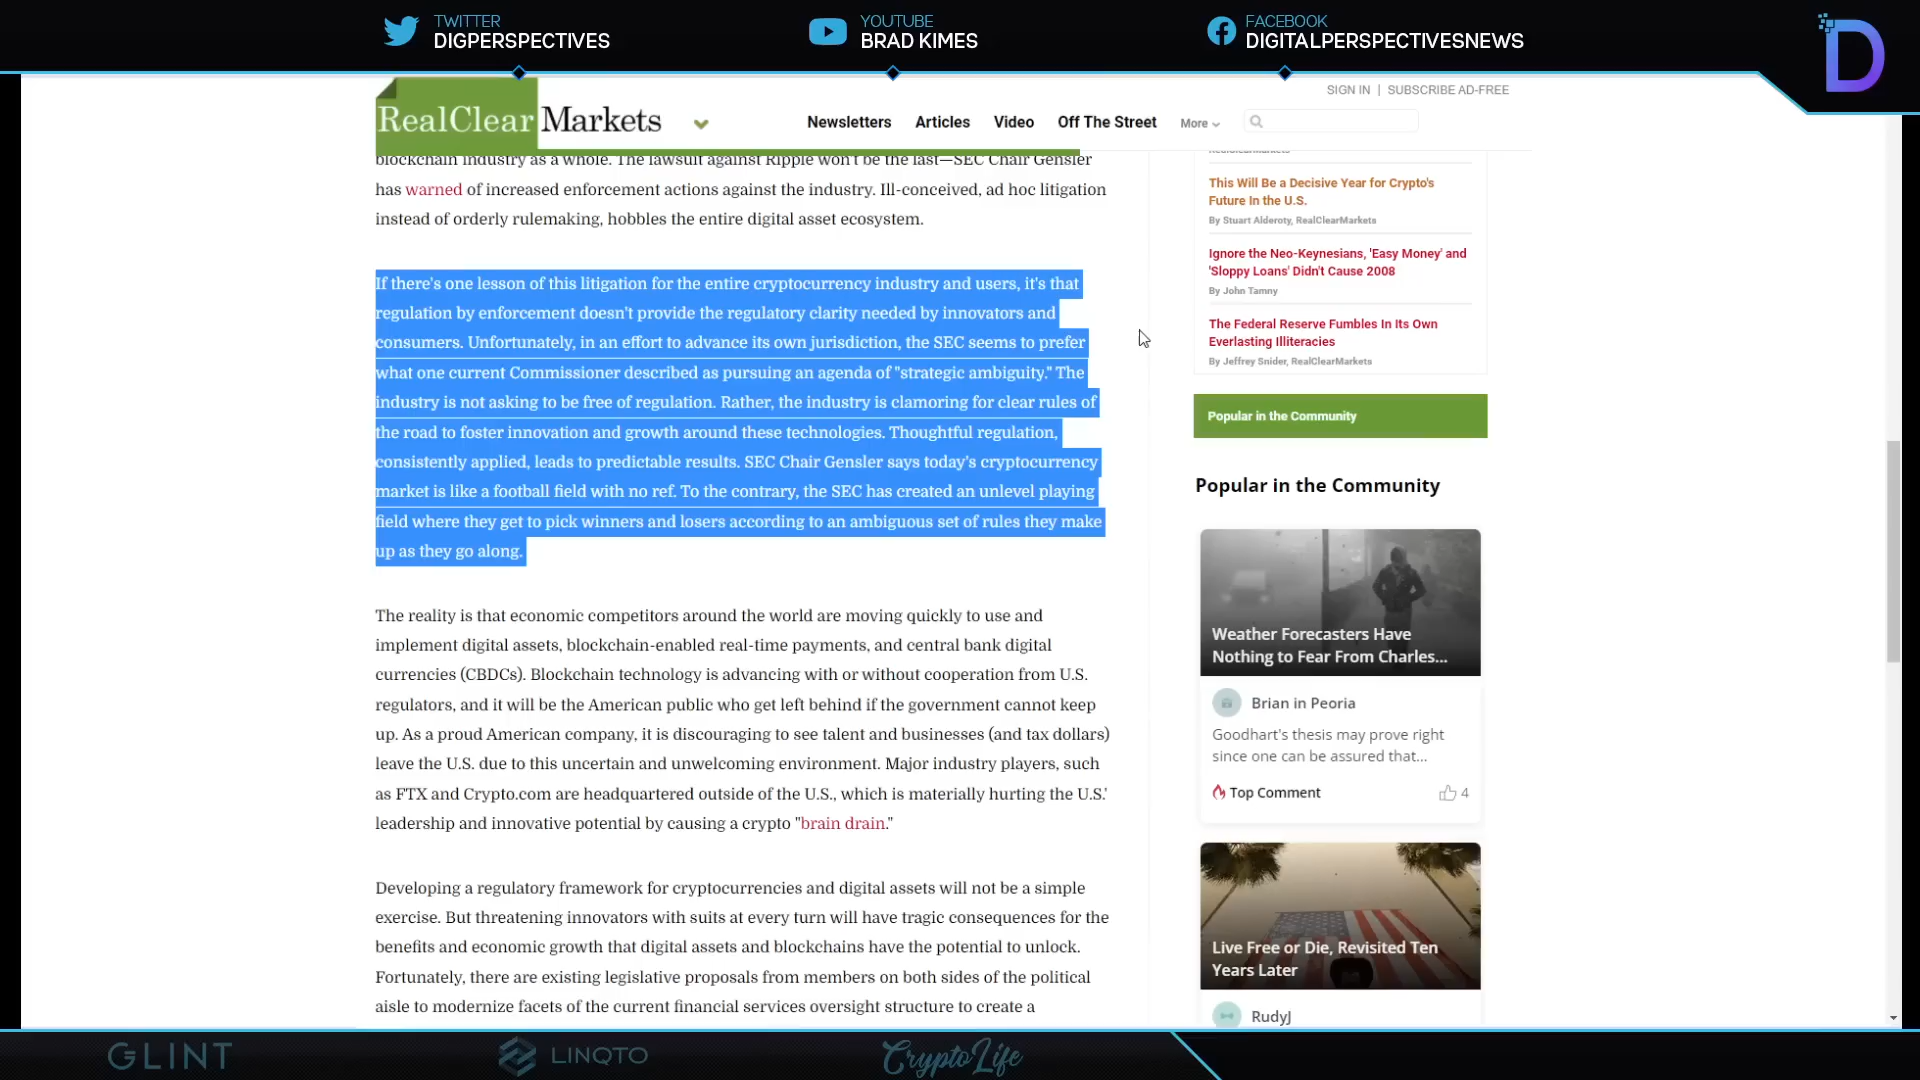 TWITTER
DIGPERSPECTIVES
YOUTUBE
BRAD KIMES
FACEBOOK
DIGITALPERSPECTIVESNEWS
D
SIGN IN | SUBSCRIBE AD-FREE
RealClearMarkets
Newsletters Articles Video Off The Street More
blockchain industry as a whole. The lawsuit against Ripple won't be the last—SEC Chair Gensler
has warned of increased enforcement actions against the industry. Ill-conceived, ad hoc litigation
instead of orderly rulemaking, hobbles the entire digital asset ecosystem.
If there's one lesson of this litigation for the entire cryptocurrency industry and users, it's that
regulation by enforcement doesn't provide the regulatory clarity needed by innovators and
consumers. Unfortunately, in an effort to advance its own jurisdiction, the SEC seems to prefer
what one current Commissioner described as pursuing an agenda of "strategic ambiguity." The
industry is not asking to be free of regulation. Rather, the industry is clamoring for clear rules of
the road to foster innovation and growth around these technologies. Thoughtful regulation,
consistently applied, leads to predictable results. SEC Chair Gensler says today's cryptocurrency
market is like a football field with no ref. To the contrary, the SEC has created an unlevel playing
field where they get to pick winners and losers according to an ambiguous set of rules they make
up as they go along.
The reality is that economic competitors around the world are moving quickly to use and
implement digital assets, blockchain-enabled real-time payments, and central bank digital
currencies (CBDCs). Blockchain technology is advancing with or without cooperation from U.S.
regulators, and it will be the American public who get left behind if the government cannot keep
up. As a proud American company, it is discouraging to see talent and businesses (and tax dollars)
leave the U.S. due to this uncertain and unwelcoming environment. Major industry players, such
as FTX and Crypto.com are headquartered outside of the U.S., which is materially hurting the U.S.'
leadership and innovative potential by causing a crypto "brain drain."
Developing a regulatory framework for cryptocurrencies and digital assets will not be a simple
exercise. But threatening innovators with suits at every turn will have tragic consequences for the
benefits and economic growth that digital assets and blockchains have the potential to unlock.
Fortunately, there are existing legislative proposals from members on both sides of the political
aisle to modernize facets of the current financial services oversight structure to create a
RealClearMarkets
This Will Be a Decisive Year for Crypto's
Future In the U.S.
By Stuart Alderoty, RealClearMarkets
Ignore the Neo-Keynesians, 'Easy Money' and
'Sloppy Loans' Didn't Cause 2008
By John Tamny
The Federal Reserve Fumbles In Its Own
Everlasting Illiteracies
By Jeffrey Snider, RealClearMarkets
Popular in the Community
Popular in the Community
Weather Forecasters Have
Nothing to Fear From Charles...
Brian in Peoria
Goodhart's thesis may prove right
since one can be assured that...
Top Comment 4
Live Free or Die, Revisited Ten
Years Later
RudyJ
GLINT
LINQTO
CryptoLife